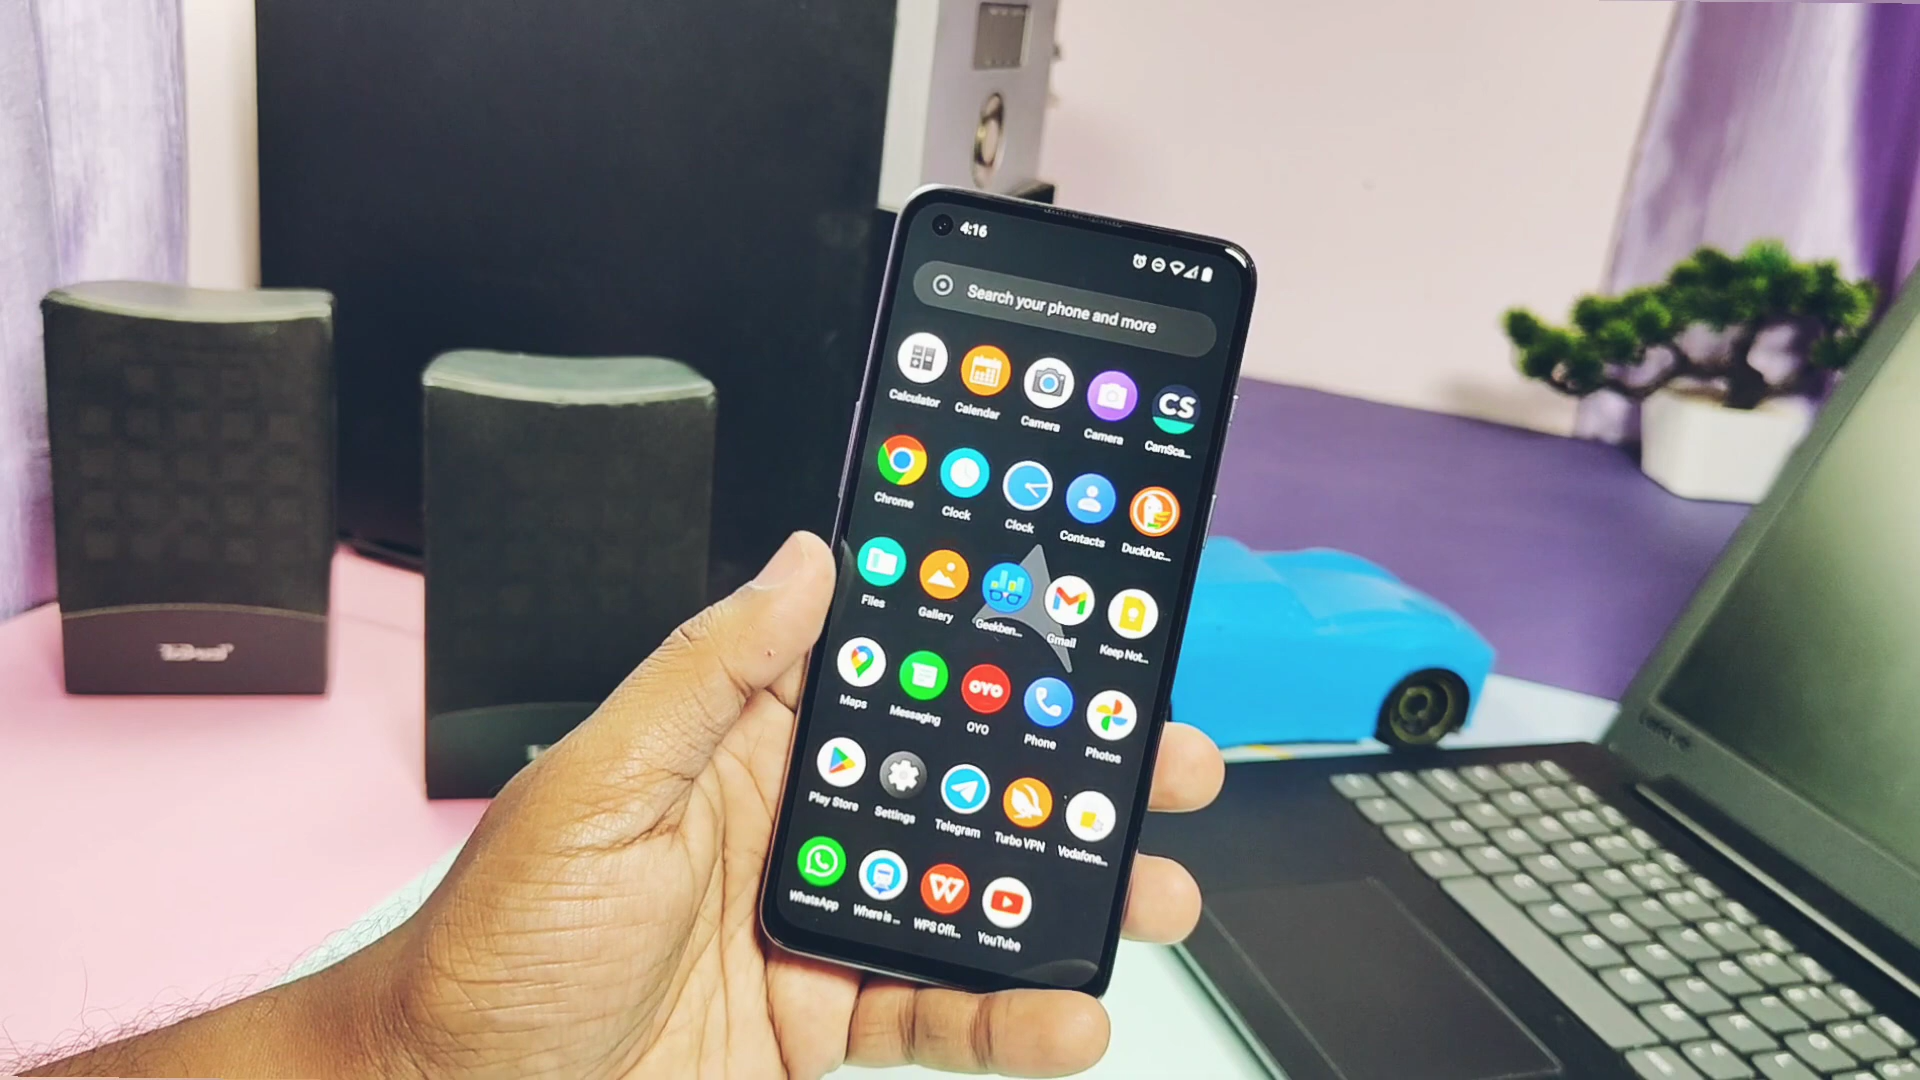 4:16
Search your phone and more
Calculator
Calendar
Camera
Camera
CS
CamSca...
Chrome
Clock
Clock
Contacts
DuckDuc...
Files
Gallery
Geekben...
Gmail
Keep Not...
Maps
Messaging
OYO
OYO
Phone
Photos
Play Store
Settings
Telegram
Turbo VPN
Vodafone...
WhatsApp
Where is ...
WPS Offi...
YouTube